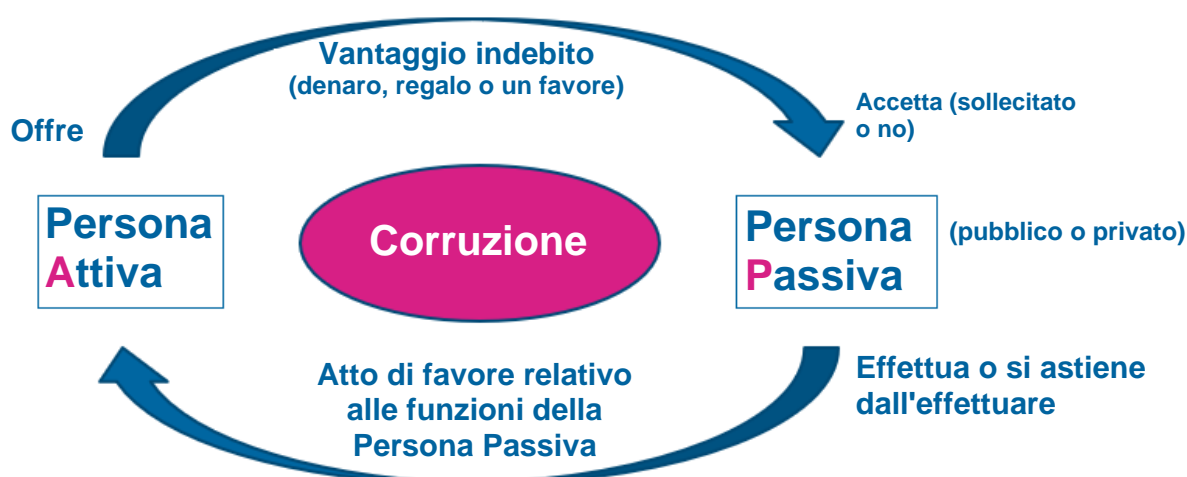 Vantaggio indebito
(denaro, regalo o un favore)
Offre
Accetta (sollecitato
o no)
Persona
Attiva
Corruzione
Persona
Passiva
(pubblico o privato)
Atto di favore relativo
alle funzioni della
Persona Passiva
Effettua o si astiene
dall'effettuare